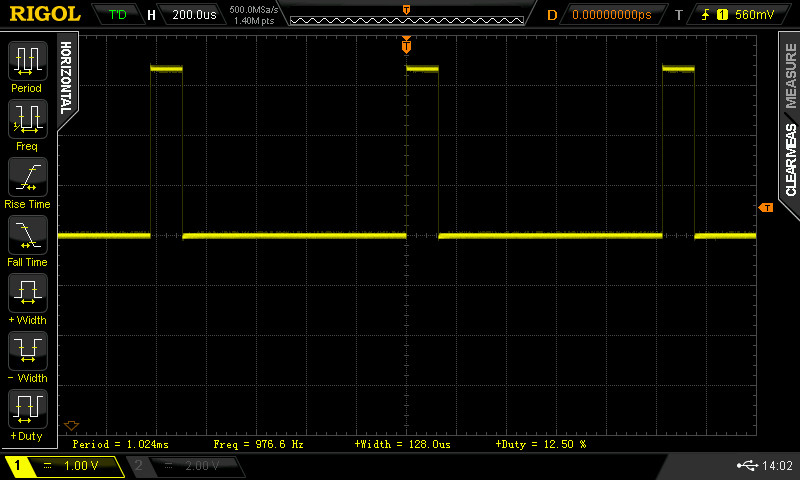 RIGOL T'D H 200.0us 500.0MSa/s 1.40M pts D 0.00000000ps T 1 560mV
HORIZONTAL
Period
Freq
Rise Time
Fall Time
+Width
- Width
+Duty
MEASURE
CLEARMEAS
T
T
Period = 1.024ms Freq = 976.6 Hz +Width = 128.0us +Duty = 12.50 %
1 1.00 V 2 2.00 V 14:02